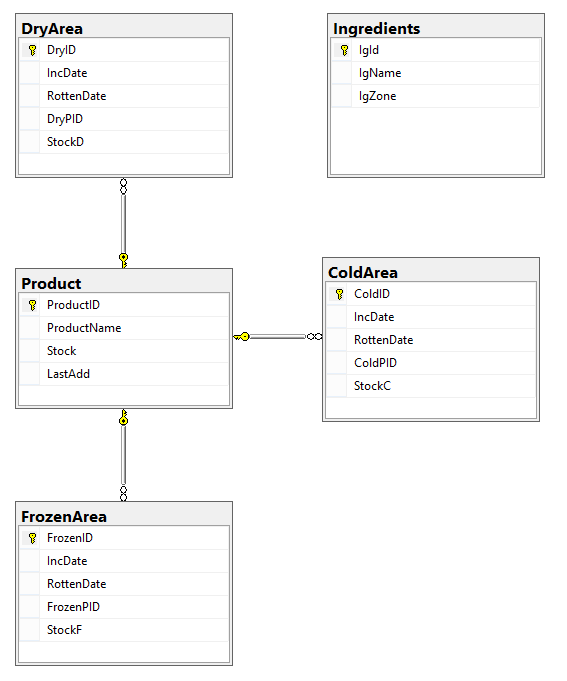 DryArea
DryID
IncDate
RottenDate
DryPID
StockD
Ingredients
IgId
IgName
IgZone
Product
ProductID
ProductName
Stock
LastAdd
ColdArea
ColdID
IncDate
RottenDate
ColdPID
StockC
FrozenArea
FrozenID
IncDate
RottenDate
FrozenPID
StockF